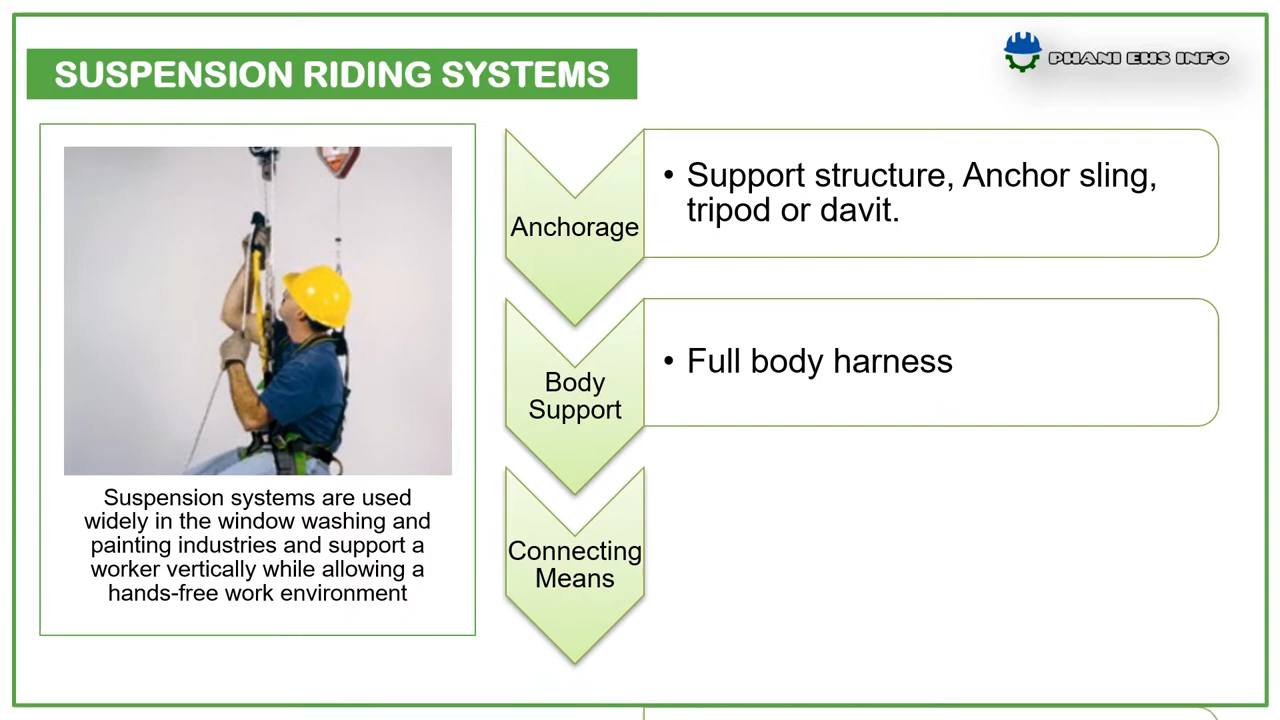 SUSPENSION RIDING SYSTEMS
PHANI EHS INFO
Suspension systems are used
widely in the window washing and
painting industries and support a
worker vertically while allowing a
hands-free work environment
Anchorage
• Support structure, Anchor sling,
tripod or davit.
Body
Support
• Full body harness
Connecting
Means